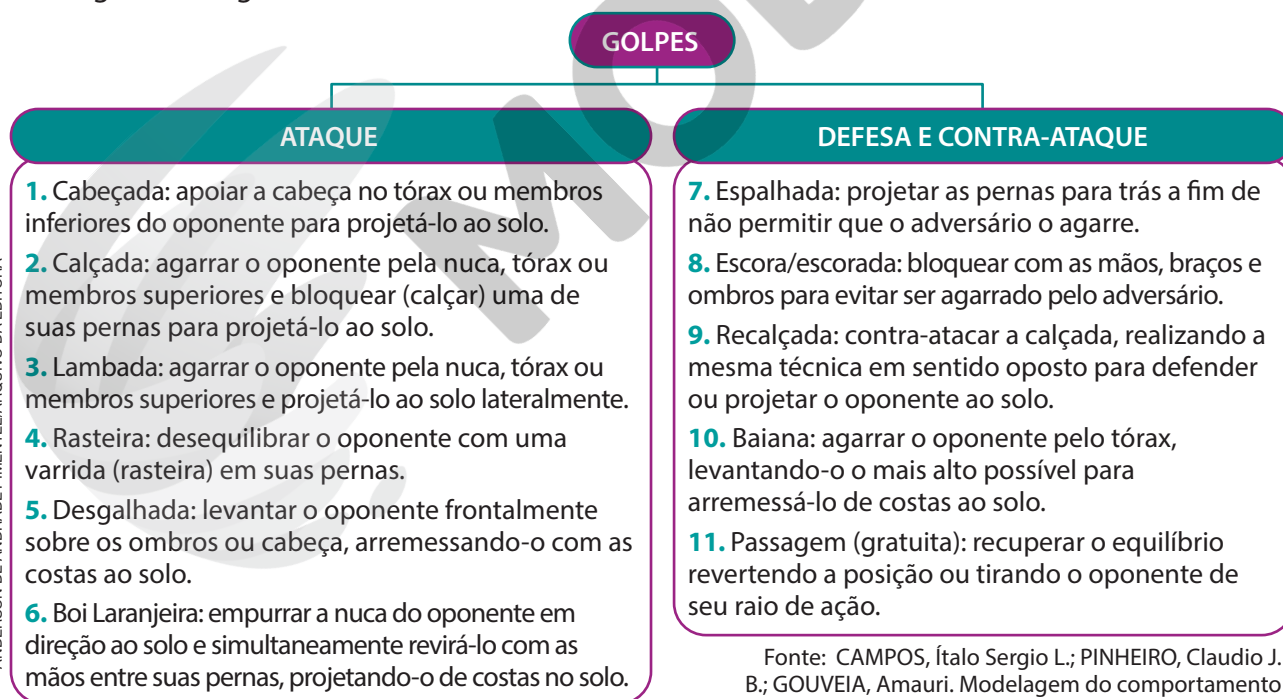 GOLPES
ATAQUE
1. Cabeçada: apoiar a cabeça no tórax ou membros
inferiores do oponente para projetá-lo ao solo.
2. Calçada: agarrar o oponente pela nuca, tórax ou
membros superiores e bloquear (calçar) uma de
suas pernas para projetá-lo ao solo.
3. Lambada: agarrar o oponente pela nuca, tórax ou
membros superiores e projetá-lo ao solo lateralmente.
4. Rasteira: desequilibrar o oponente com uma
varrida (rasteira) em suas pernas.
5. Desgalhada: levantar o oponente frontalmente
sobre os ombros ou cabeça, arremessando-o com as
costas ao solo.
6. Boi Laranjeira: empurrar a nuca do oponente em
direção ao solo e simultaneamente revirá-lo com as
mãos entre suas pernas, projetando-o de costas no solo.
DEFESA E CONTRA-ATAQUE
7. Espalhada: projetar as pernas para trás a fim de
não permitir que o adversário o agarre.
8. Escora/escorada: bloquear com as mãos, braços e
ombros para evitar ser agarrado pelo adversário.
9. Recalçada: contra-atacar a calçada, realizando a
mesma técnica em sentido oposto para defender
ou projetar o oponente ao solo.
10. Baiana: agarrar o oponente pelo tórax,
levantando-o o mais alto possível para
arremessá-lo de costas ao solo.
11. Passagem (gratuita): recuperar o equilíbrio
revertendo a posição ou tirando o oponente de
seu raio de ação.
Fonte: CAMPOS, Ítalo Sergio L.; PINHEIRO, Claudio J.
B.; GOUVEIA, Amauri. Modelagem do comportamento